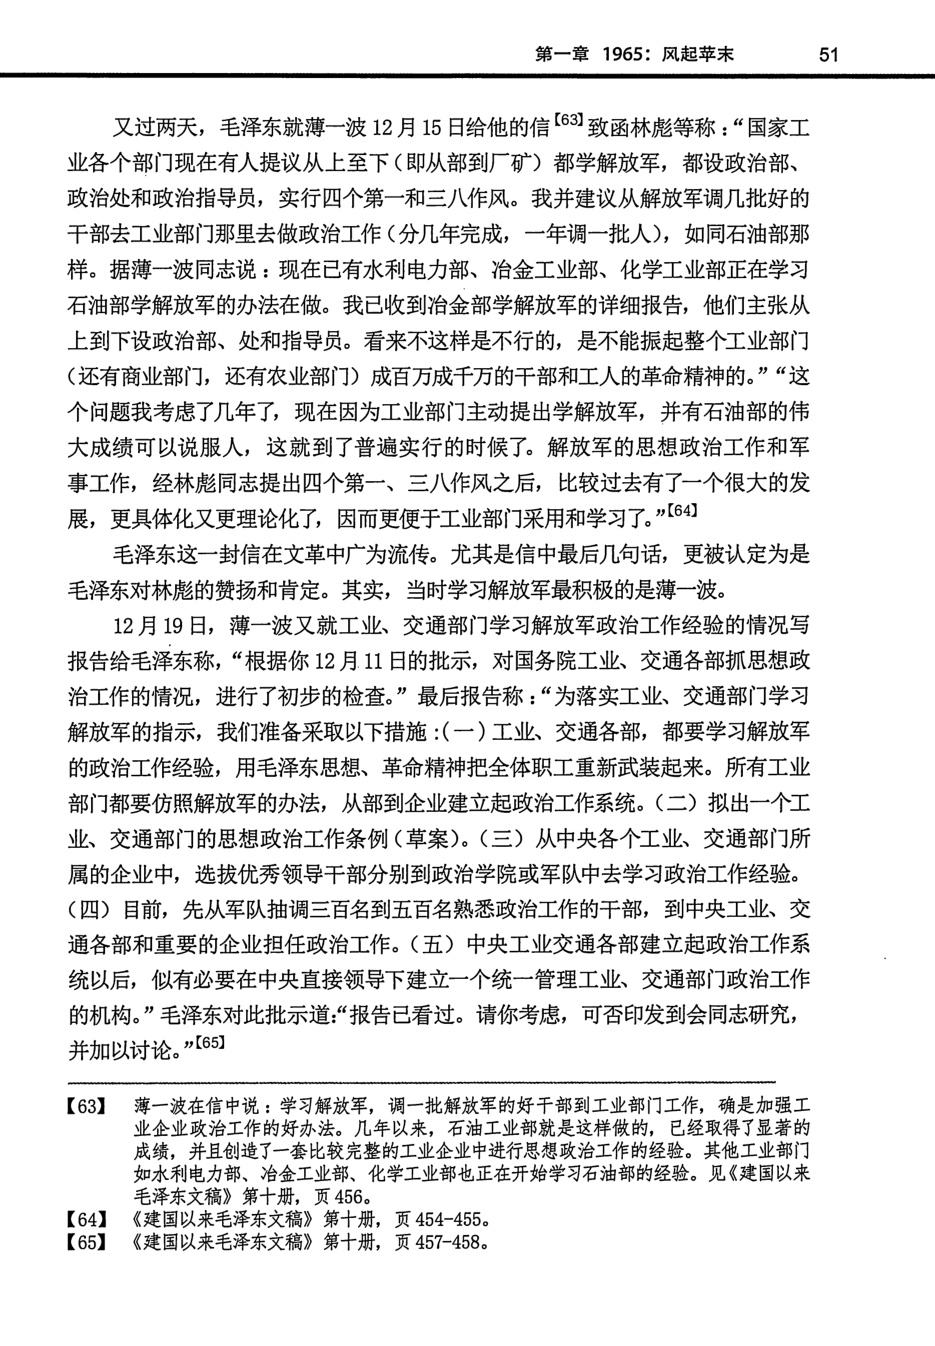 第一章 1965：风起苹末 51
又过两天，毛泽东就薄一波12月15日给他的信【63】致函林彪等称：“国家工
业各个部门现在有人提议从上至下（即从部到厂矿）都学解放军，都设政治部、
政治处和政治指导员，实行四个第一和三八作风。我并建议从解放军调几批好的
干部去工业部门那里去做政治工作（分几年完成，一年调一批人），如同石油部那
样。据薄一波同志说：现在已有水利电力部、冶金工业部、化学工业部正在学习
石油部学解放军的办法在做。我已收到冶金部学解放军的详细报告，他们主张从
上到下设政治部、处和指导员。看来不这样是不行的，是不能振起整个工业部门
（还有商业部门，还有农业部门）成百万成千万的干部和工人的革命精神的。”“这
个问题我考虑了几年了，现在因为工业部门主动提出学解放军，并有石油部的伟
大成绩可以说服人，这就到了普遍实行的时候了。解放军的思想政治工作和军
事工作，经林彪同志提出四个第一、三八作风之后，比较过去有了一个很大的发
展，更具体化又更理论化了，因而更便于工业部门采用和学习了。”【64】
毛泽东这一封信在文革中广为流传。尤其是信中最后几句话，更被认定为是
毛泽东对林彪的赞扬和肯定。其实，当时学习解放军最积极的是薄一波。
12月19日，薄一波又就工业、交通部门学习解放军政治工作经验的情况写
报告给毛泽东称，“根据你12月11日的批示，对国务院工业、交通各部抓思想政
治工作的情况，进行了初步的检查。”最后报告称：“为落实工业、交通部门学习
解放军的指示，我们准备采取以下措施：（一）工业、交通各部，都要学习解放军
的政治工作经验，用毛泽东思想、革命精神把全体职工重新武装起来。所有工业
部门都要仿照解放军的办法，从部到企业建立起政治工作系统。（二）拟出一个工
业、交通部门的思想政治工作条例（草案）。（三）从中央各个工业、交通部门所
属的企业中，选拔优秀领导干部分别到政治学院或军队中去学习政治工作经验。
（四）目前，先从军队抽调三百名到五百名熟悉政治工作的干部，到中央工业、交
通各部和重要的企业担任政治工作。（五）中央工业交通各部建立起政治工作系
统以后，似有必要在中央直接领导下建立一个统一管理工业、交通部门政治工作
的机构。”毛泽东对此批示道：“报告已看过。请你考虑，可否印发到会同志研究，
并加以讨论。”【65】
【63】 薄一波在信中说：学习解放军，调一批解放军的好干部到工业部门工作，确是加强工
业企业政治工作的好办法。几年以来，石油工业部就是这样做的，已经取得了显著的
成绩，并且创造了一套比较完整的工业企业中进行思想政治工作的经验。其他工业部门
如水利电力部、冶金工业部、化学工业部也正在开始学习石油部的经验。见《建国以来
毛泽东文稿》第十册，页456。
【64】 《建国以来毛泽东文稿》第十册，页454-455。
【65】 《建国以来毛泽东文稿》第十册，页457-458。